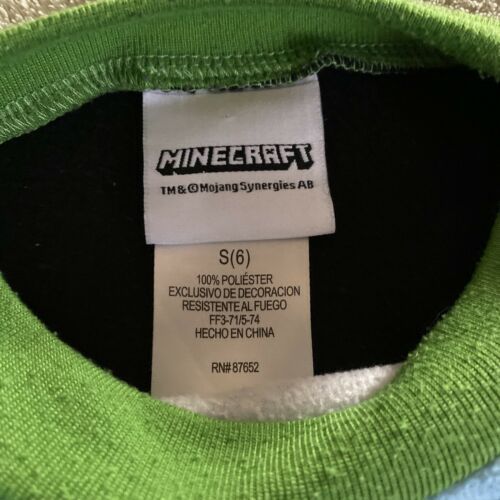 MINECRAFT
TM & © Mojang Synergies AB
S(6)
100% POLIÉSTER
EXCLUSIVO DE DECORACION
RESISTENTE AL FUEGO
FF3-71/5-74
HECHO EN CHINA
RN# 87652